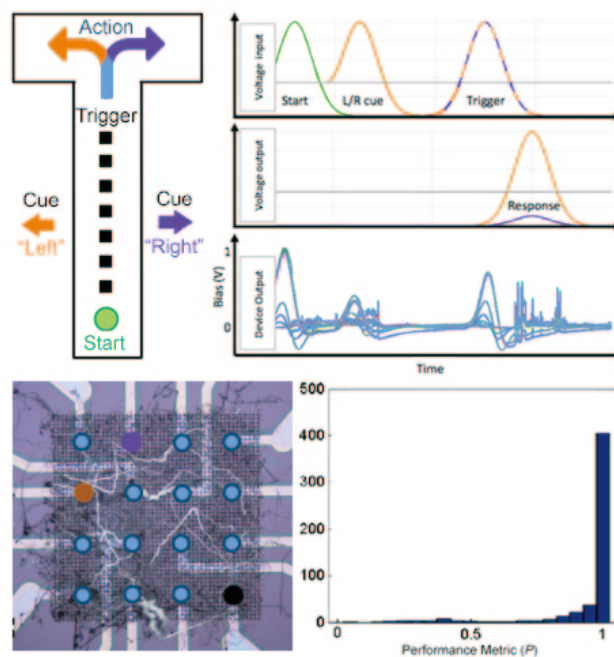 Action
Trigger
Cue
"Left"
Cue
"Right"
Start
Voltage input
Start
L/R cue
Trigger
Voltage output
Response
Device Output
Bias (V)
1
0
Time
500
400
300
200
100
0
0
0.5
1
Performance Metric (P)